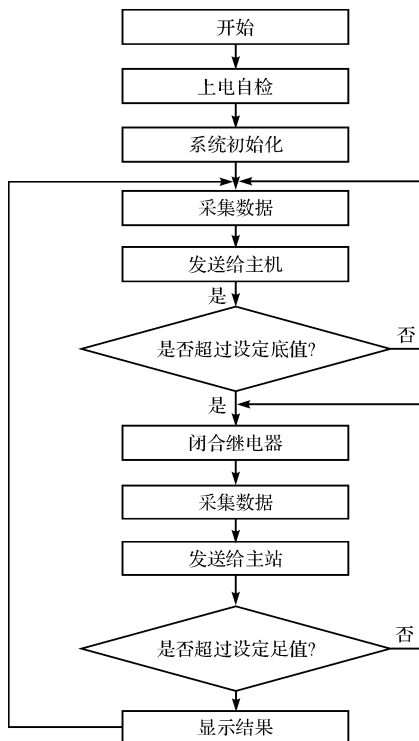 开始
上电自检
系统初始化
采集数据
发送给主机
是
是否超过设定底值?
否
是
闭合继电器
采集数据
发送给主站
是否超过设定足值?
否
显示结果